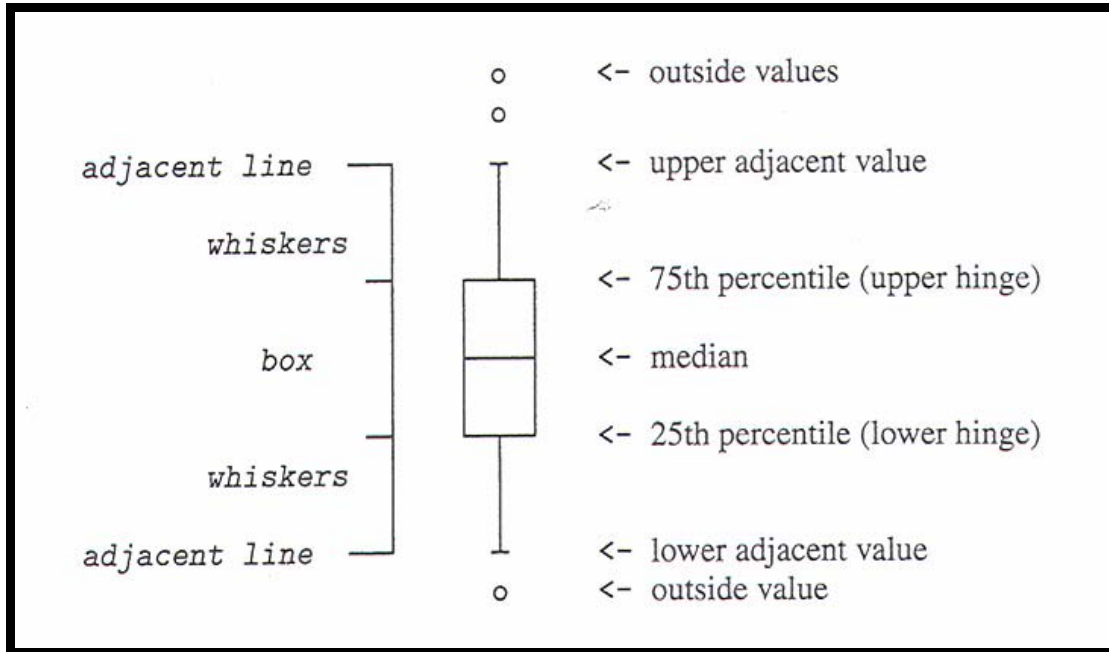 <- outside values
adjacent line <- upper adjacent value
whiskers
<- 75th percentile (upper hinge)
box <- median
<- 25th percentile (lower hinge)
whiskers
adjacent line <- lower adjacent value
<- outside value